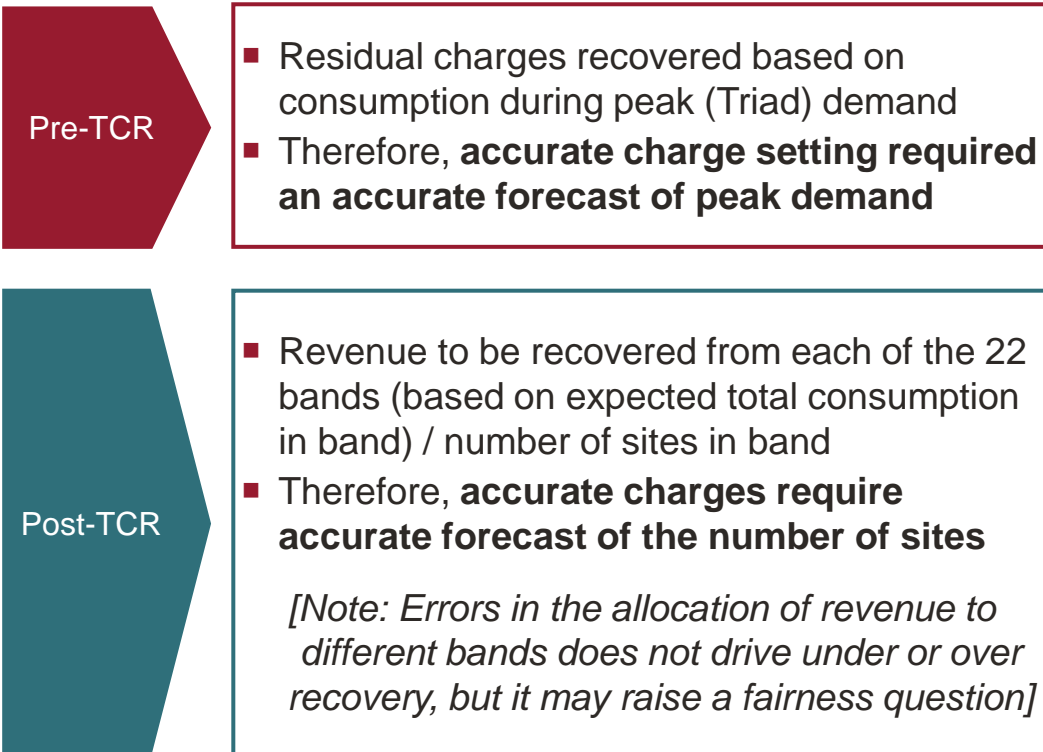 Pre-TCR
▪ Residual charges recovered based on
consumption during peak (Triad) demand
▪ Therefore, accurate charge setting required
an accurate forecast of peak demand
Post-TCR
▪ Revenue to be recovered from each of the 22
bands (based on expected total consumption
in band) / number of sites in band
▪ Therefore, accurate charges require
accurate forecast of the number of sites
[Note: Errors in the allocation of revenue to
different bands does not drive under or over
recovery, but it may raise a fairness question]